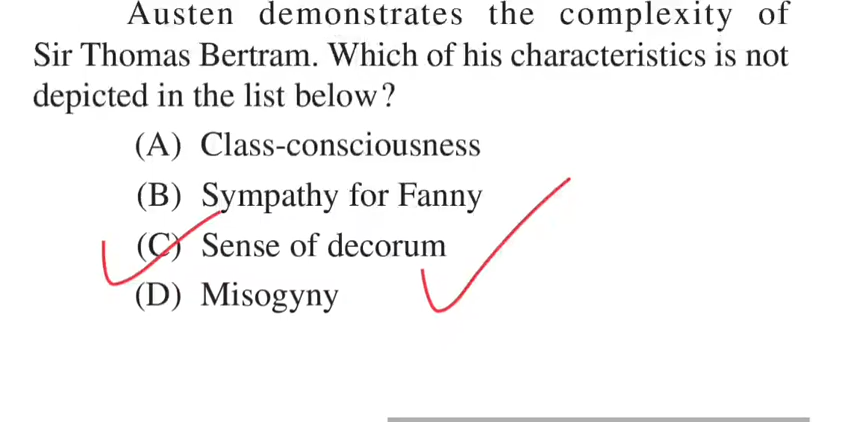 Austen demonstrates the complexity of
Sir Thomas Bertram. Which of his characteristics is not
depicted in the list below?
(A) Class-consciousness
(B) Sympathy for Fanny
(C) Sense of decorum
(D) Misogyny